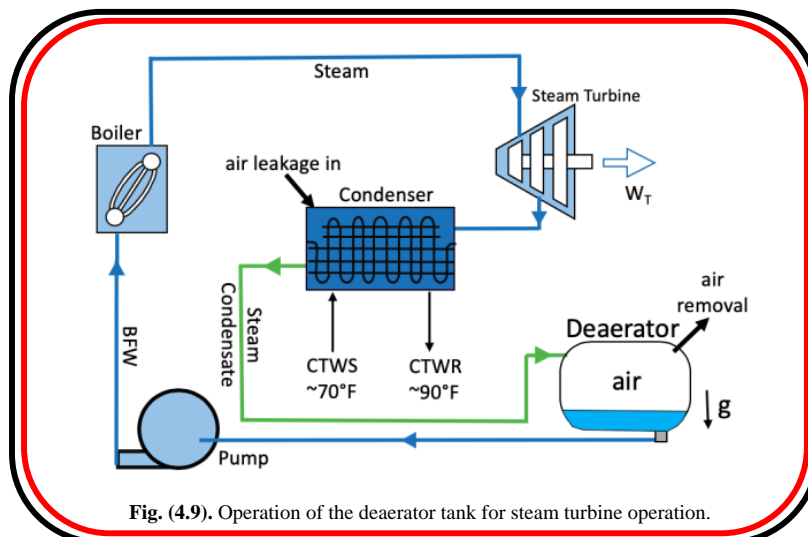 Steam
Steam Turbine
Boiler
air leakage in
Condenser
W_T
air
removal
Deaerator
air
g
Steam
Condensate
BFW
CTWS
~70°F
CTWR
~90°F
Pump
Fig. (4.9). Operation of the deaerator tank for steam turbine operation.